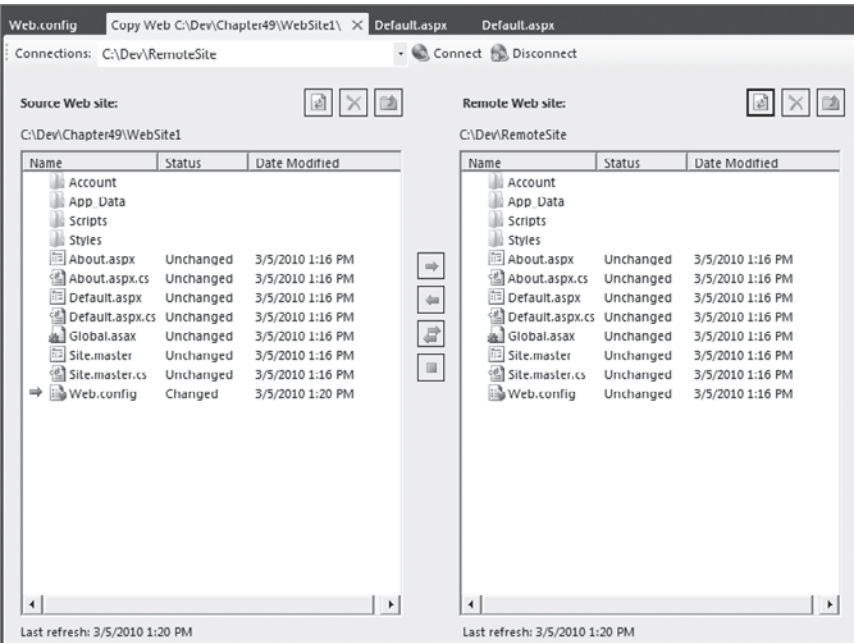 Web.config Copy Web C:\Dev\Chapter49\WebSite1\ Default.aspx Default.aspx
Connections: C:\Dev\RemoteSite Connect Disconnect
Source Web site:
C:\Dev\Chapter49\WebSite1
Name Status Date Modified
Account
App_Data
Scripts
Styles
About.aspx Unchanged 3/5/2010 1:16 PM
About.aspx.cs Unchanged 3/5/2010 1:16 PM
Default.aspx Unchanged 3/5/2010 1:16 PM
Default.aspx.cs Unchanged 3/5/2010 1:16 PM
Global.asax Unchanged 3/5/2010 1:16 PM
Site.master Unchanged 3/5/2010 1:16 PM
Site.master.cs Unchanged 3/5/2010 1:16 PM
Web.config Changed 3/5/2010 1:20 PM
Last refresh: 3/5/2010 1:20 PM
Remote Web site:
C:\Dev\RemoteSite
Name Status Date Modified
Account
App_Data
Scripts
Styles
About.aspx Unchanged 3/5/2010 1:16 PM
About.aspx.cs Unchanged 3/5/2010 1:16 PM
Default.aspx Unchanged 3/5/2010 1:16 PM
Default.aspx.cs Unchanged 3/5/2010 1:16 PM
Global.asax Unchanged 3/5/2010 1:16 PM
Site.master Unchanged 3/5/2010 1:16 PM
Site.master.cs Unchanged 3/5/2010 1:16 PM
Web.config Unchanged 3/5/2010 1:16 PM
Last refresh: 3/5/2010 1:20 PM